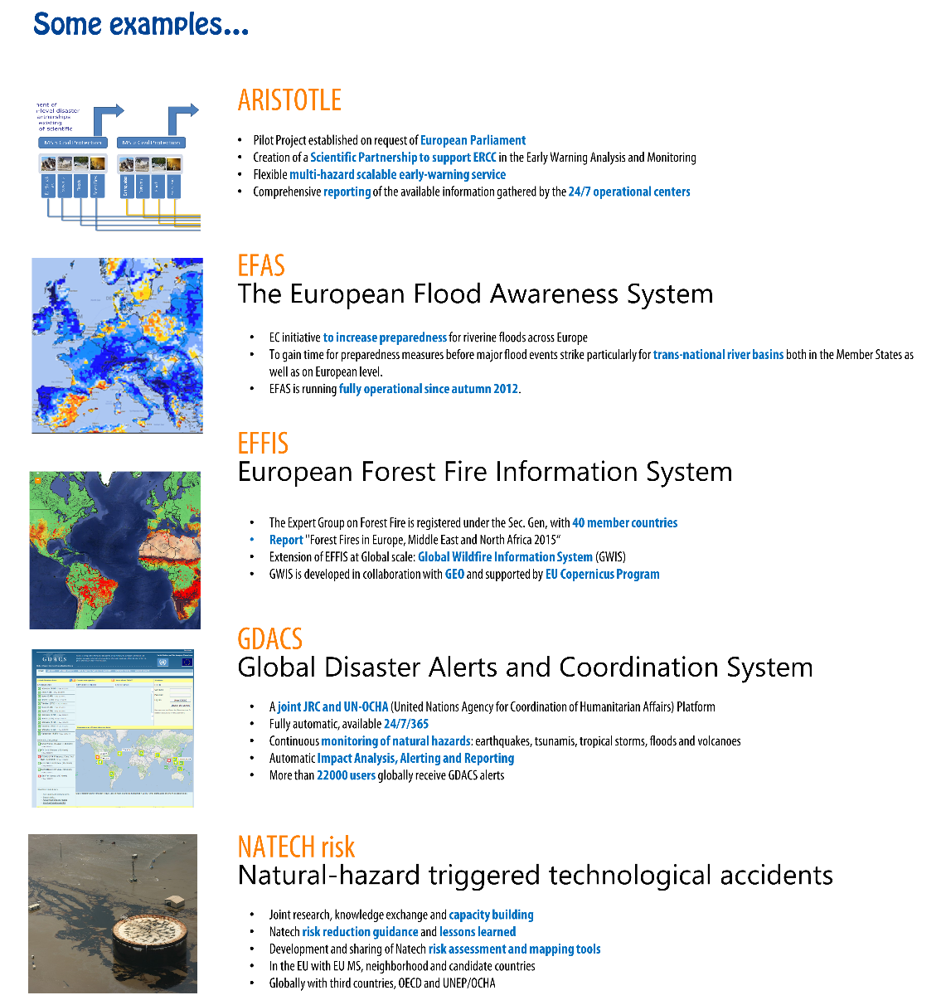 Some examples...
ment of
n-level disaster
artnerships
existing
of scientific
MS 1 Civil Protection
MS 2 Civil Protection
ARISTOTLE
• Pilot Project established on request of European Parliament
• Creation of a Scientific Partnership to support ERCC in the Early Warning Analysis and Monitoring
• Flexible multi-hazard scalable early-warning service
• Comprehensive reporting of the available information gathered by the 24/7 operational centers
EFAS
The European Flood Awareness System
• EC initiative to increase preparedness for riverine floods across Europe
• To gain time for preparedness measures before major flood events strike particularly for trans-national river basins both in the Member States as
well as on European level.
• EFAS is running fully operational since autumn 2012.
EFFIS
European Forest Fire Information System
• The Expert Group on Forest Fire is registered under the Sec. Gen, with 40 member countries
• Report "Forest Fires in Europe, Middle East and North Africa 2015“
• Extension of EFFIS at Global scale: Global Wildfire Information System (GWIS)
• GWIS is developed in collaboration with GEO and supported by EU Copernicus Program
GDACS
GDACS
Global Disaster Alerts and Coordination System
• A joint JRC and UN-OCHA (United Nations Agency for Coordination of Humanitarian Affairs) Platform
• Fully automatic, available 24/7/365
• Continuous monitoring of natural hazards: earthquakes, tsunamis, tropical storms, floods and volcanoes
• Automatic Impact Analysis, Alerting and Reporting
• More than 22000 users globally receive GDACS alerts
NATECH risk
Natural-hazard triggered technological accidents
• Joint research, knowledge exchange and capacity building
• Natech risk reduction guidance and lessons learned
• Development and sharing of Natech risk assessment and mapping tools
• In the EU with EU MS, neighborhood and candidate countries
• Globally with third countries, OECD and UNEP/OCHA